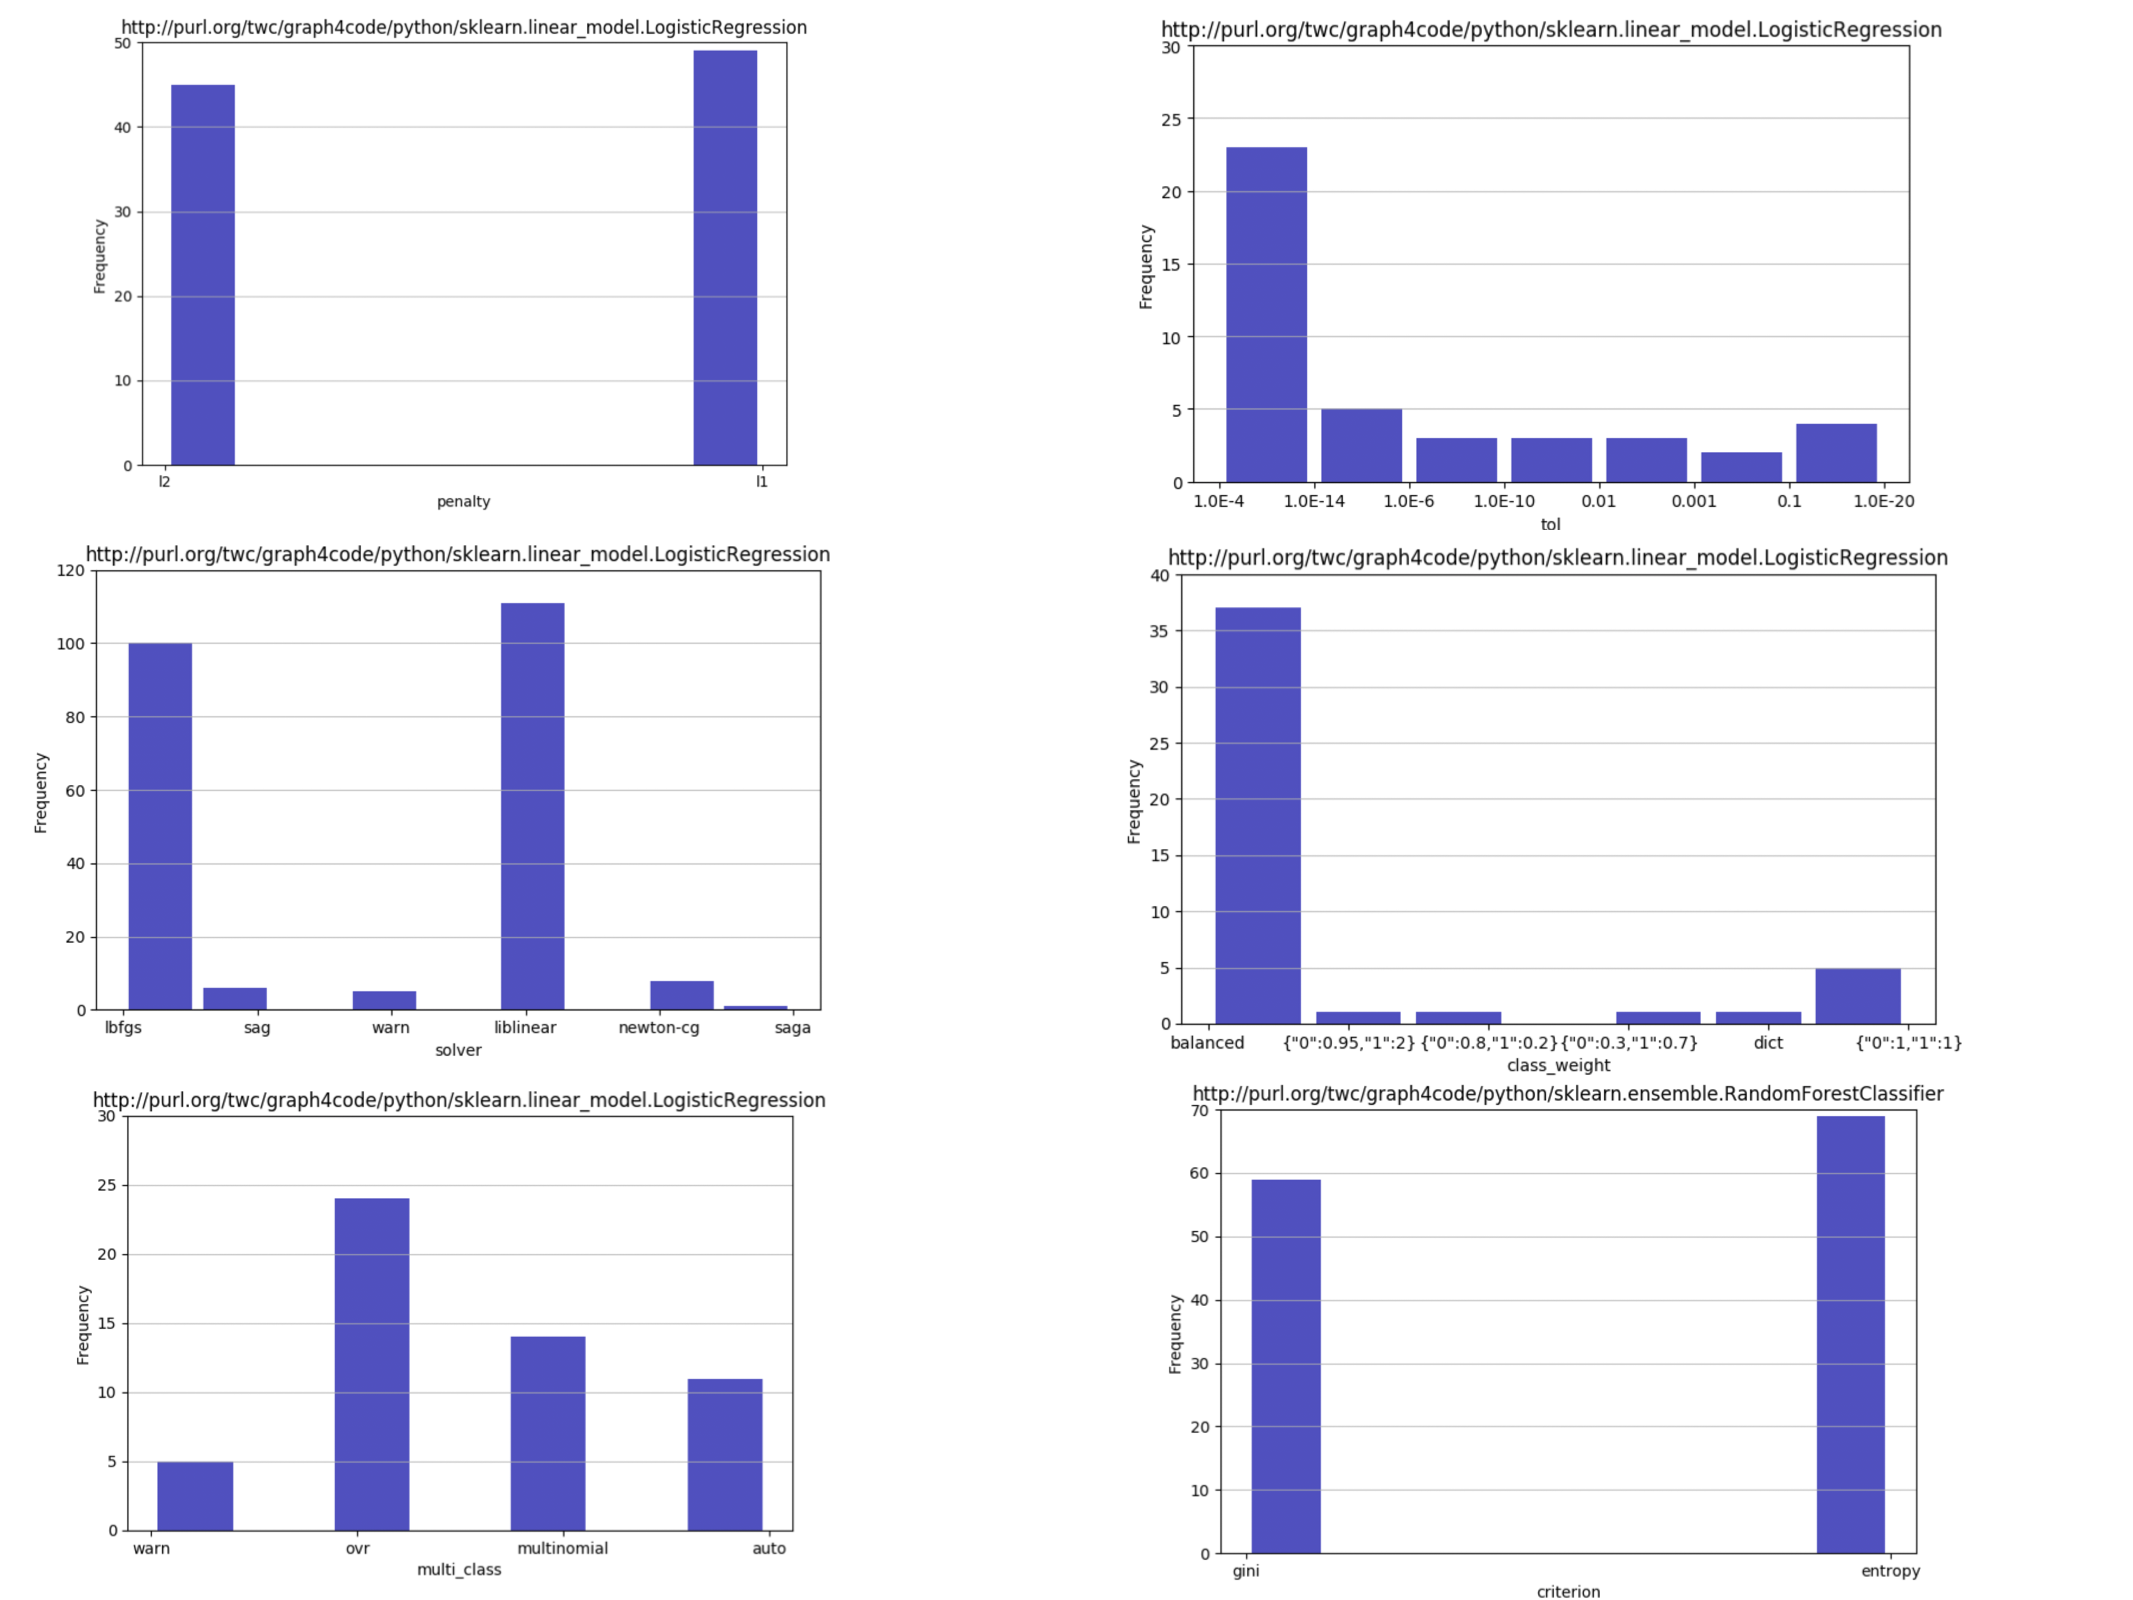 http://purl.org/twc/graph4code/python/sklearn.linear_model.LogisticRegression
50
40
30
20
10
0
Frequency
l2 l1
penalty
http://purl.org/twc/graph4code/python/sklearn.linear_model.LogisticRegression
30
25
20
15
10
5
0
Frequency
1.0E-4 1.0E-14 1.0E-6 1.0E-10 0.01 0.001 0.1 1.0E-20
tol
http://purl.org/twc/graph4code/python/sklearn.linear_model.LogisticRegression
120
100
80
60
40
20
0
Frequency
lbfgs sag warn liblinear newton-cg saga
solver
http://purl.org/twc/graph4code/python/sklearn.linear_model.LogisticRegression
40
35
30
25
20
15
10
5
0
Frequency
balanced {"0":0.95,"1":2} {"0":0.8,"1":0.2} {"0":0.3,"1":0.7} dict {"0":1,"1":1}
class_weight
http://purl.org/twc/graph4code/python/sklearn.linear_model.LogisticRegression
30
25
20
15
10
5
0
Frequency
warn ovr multinomial auto
multi_class
http://purl.org/twc/graph4code/python/sklearn.ensemble.RandomForestClassifier
70
60
50
40
30
20
10
0
Frequency
gini entropy
criterion